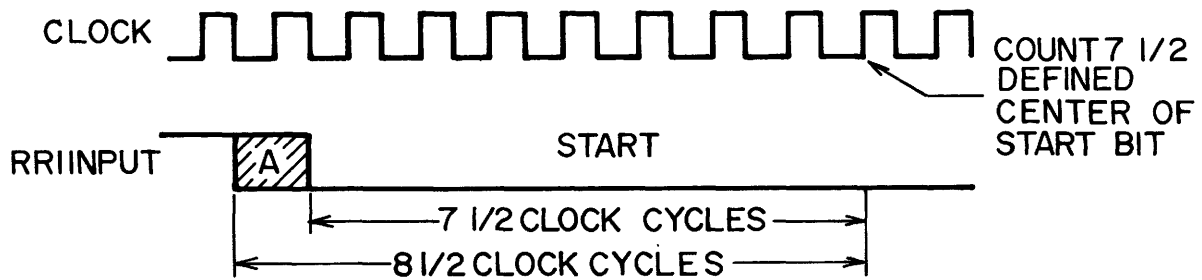 CLOCK
COUNT 7 1/2
DEFINED
CENTER OF
START BIT
RRIINPUT
A
START
7 1/2 CLOCK CYCLES
8 1/2 CLOCK CYCLES